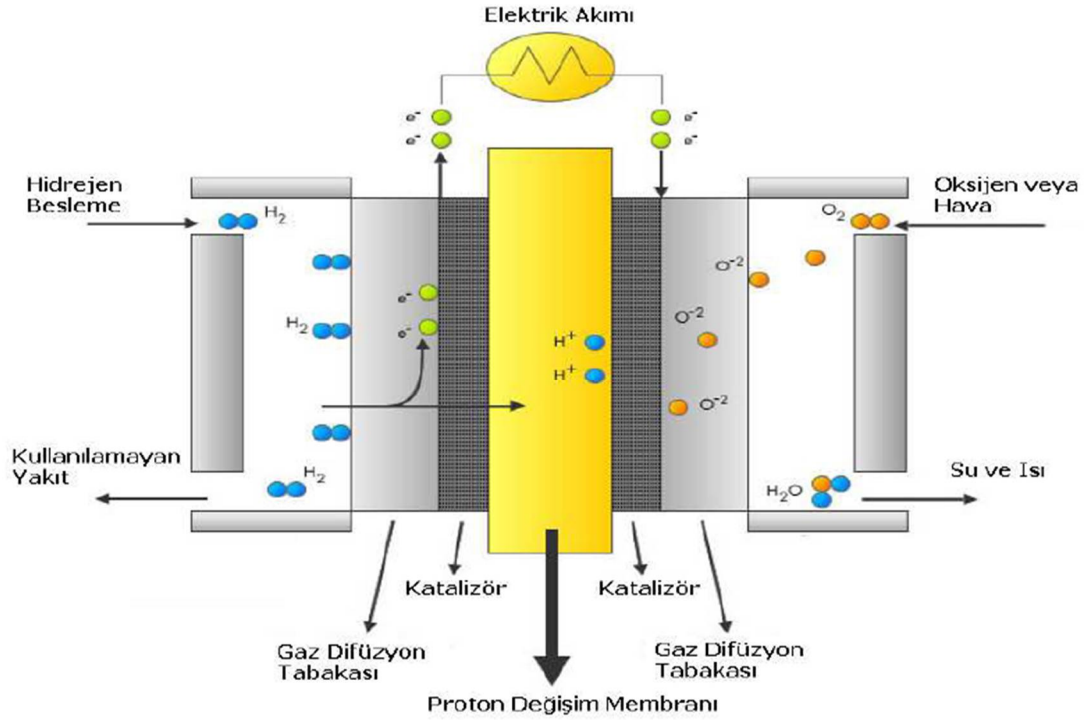 Elektrik Akımı
e⁻ e⁻
e⁻ e⁻
Hidrejen
Besleme
H₂
Oksijen veya
Hava
O₂
O⁻²
e⁻
H₂
e⁻
O⁻²
H⁺
H⁺
O⁻²
Kullanılamayan
Yakıt
H₂
H₂O
Su ve Isı
Katalizör
Katalizör
Gaz Difüzyon
Tabakası
Gaz Difüzyon
Tabakası
Proton Değişim Membranı